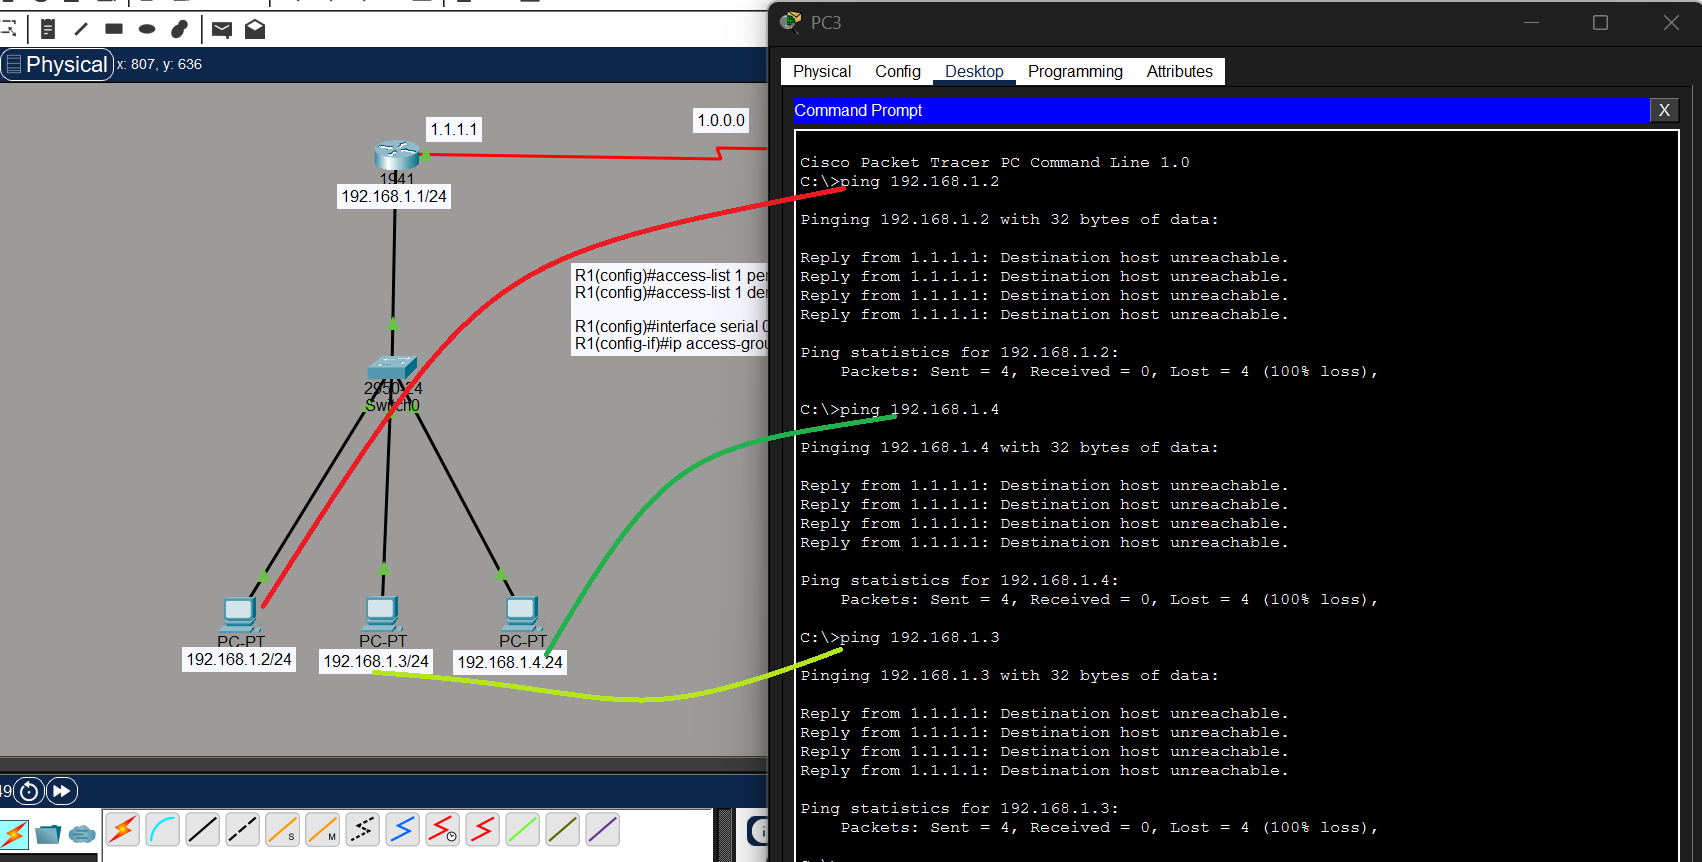 Physical x: 807, y: 636
1.1.1.1
1.0.0.0
1941
192.168.1.1/24
R1(config)#access-list 1
R1(config)#access-list 1
R1(config)#interface serial
R1(config-if)#ip
2950-24
Switch0
PC-PT
PC-PT
PC-PT
192.168.1.2/24
192.168.1.3/24
192.168.1.4.24
49
S
M
PC3
Physical Config Desktop Programming Attributes
Command Prompt X
Cisco Packet Tracer PC Command Line 1.0
C:\>ping 192.168.1.2
Pinging 192.168.1.2 with 32 bytes of data:
Reply from 1.1.1.1: Destination host unreachable.
Reply from 1.1.1.1: Destination host unreachable.
Reply from 1.1.1.1: Destination host unreachable.
Reply from 1.1.1.1: Destination host unreachable.
Ping statistics for 192.168.1.2:
Packets: Sent = 4, Received = 0, Lost = 4 (100% loss),
C:\>ping 192.168.1.4
Pinging 192.168.1.4 with 32 bytes of data:
Reply from 1.1.1.1: Destination host unreachable.
Reply from 1.1.1.1: Destination host unreachable.
Reply from 1.1.1.1: Destination host unreachable.
Reply from 1.1.1.1: Destination host unreachable.
Ping statistics for 192.168.1.4:
Packets: Sent = 4, Received = 0, Lost = 4 (100% loss),
C:\>ping 192.168.1.3
Pinging 192.168.1.3 with 32 bytes of data:
Reply from 1.1.1.1: Destination host unreachable.
Reply from 1.1.1.1: Destination host unreachable.
Reply from 1.1.1.1: Destination host unreachable.
Reply from 1.1.1.1: Destination host unreachable.
Ping statistics for 192.168.1.3:
Packets: Sent = 4, Received = 0, Lost = 4 (100% loss),